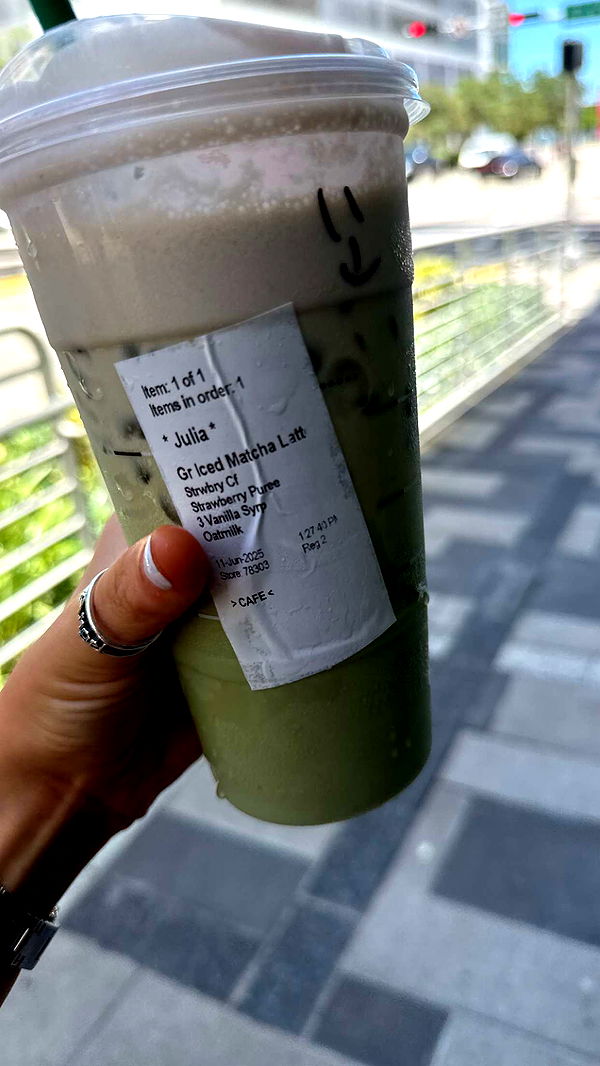 Item: 1 of 1
Items in order: 1
* Julia *
Gr Iced Matcha Latt
Strwbry Cf
Strawberry Puree
3 Vanilla Syrp
Oatmilk
11-Jun-2025 1:27:43 PM
Store 78303 Reg 2
> CAFE <